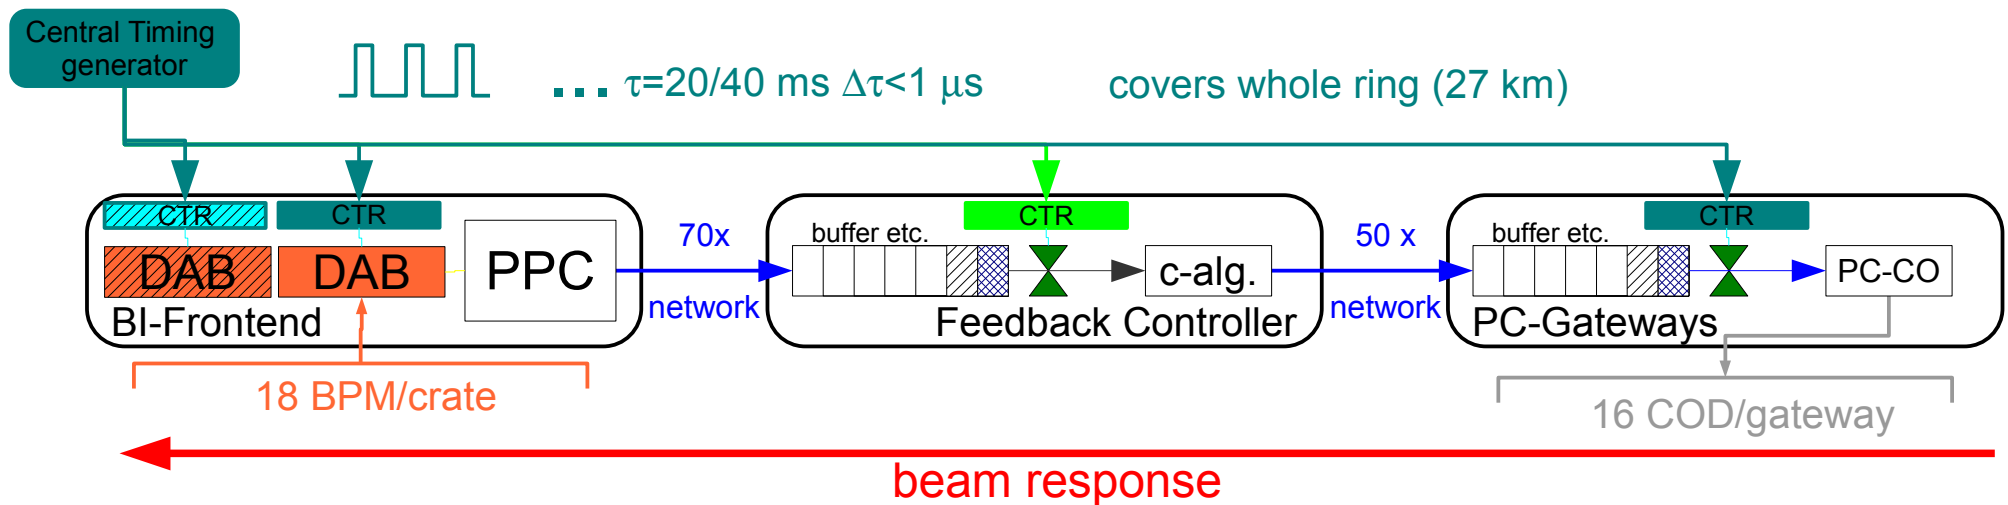 Central Timing
generator
... τ=20/40 ms Δτ<1 μs
covers whole ring (27 km)
CTR
CTR
CTR
CTR
DAB
DAB
PPC
BI-Frontend
18 BPM/crate
70x
network
buffer etc.
c-alg.
Feedback Controller
50 x
network
buffer etc.
PC-CO
PC-Gateways
16 COD/gateway
beam response